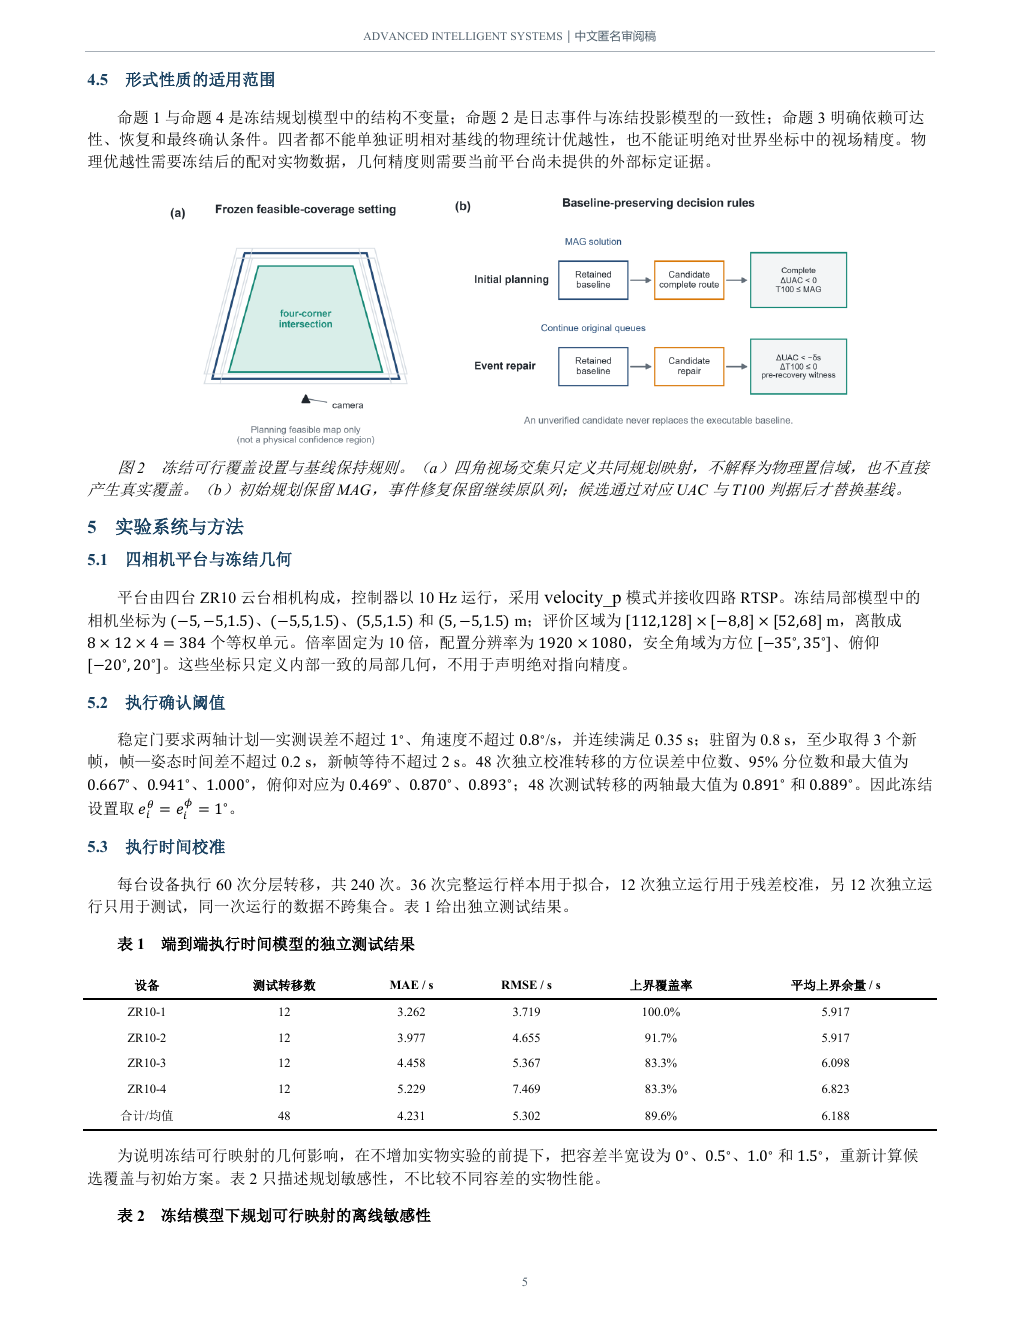 ADVANCED INTELLIGENT SYSTEMS | 中文匿名审阅稿
4.5 形式性质的适用范围
命题 1 与命题 4 是冻结规划模型中的结构不变量；命题 2 是日志事件与冻结投影模型的一致性；命题 3 明确依赖可达
性、恢复和最终确认条件。四者都不能单独证明相对基线的物理统计优越性，也不能证明绝对世界坐标中的视场精度。物
理优越性需要冻结后的配对实物数据，几何精度则需要当前平台尚未提供的外部标定证据。
(a) Frozen feasible-coverage setting
four-corner
intersection
camera
Planning feasible map only
(not a physical confidence region)
(b) Baseline-preserving decision rules
MAG solution
Initial planning
Retained
baseline
Candidate
complete route
Complete
ΔUAC < 0
T100 ≤ MAG
Continue original queues
Event repair
Retained
baseline
Candidate
repair
ΔUAC < −δs
ΔT100 ≤ 0
pre-recovery witness
An unverified candidate never replaces the executable baseline.
图 2 冻结可行覆盖设置与基线保持规则。（a）四角视场交集只定义共同规划映射，不解释为物理置信域，也不直接
产生真实覆盖。（b）初始规划保留 MAG，事件修复保留继续原队列；候选通过对应 UAC 与 T100 判据后才替换基线。
5 实验系统与方法
5.1 四相机平台与冻结几何
平台由四台 ZR10 云台相机构成，控制器以 10 Hz 运行，采用 velocity_p 模式并接收四路 RTSP。冻结局部模型中的
相机坐标为 (−5, −5,1.5)、(−5,5,1.5)、(5,5,1.5) 和 (5, −5,1.5) m；评价区域为 [112,128] × [−8,8] × [52,68] m，离散成
8 × 12 × 4 = 384 个等权单元。倍率固定为 10 倍，配置分辨率为 1920 × 1080，安全角域为方位 [−35°, 35°]、俯仰
[−20°, 20°]。这些坐标只定义内部一致的局部几何，不用于声明绝对指向精度。
5.2 执行确认阈值
稳定门要求两轴计划—实测误差不超过 1°、角速度不超过 0.8°/s，并连续满足 0.35 s；驻留为 0.8 s，至少取得 3 个新
帧，帧—姿态时间差不超过 0.2 s，新帧等待不超过 2 s。48 次独立校准转移的方位误差中位数、95% 分位数和最大值为
0.667°、0.941°、1.000°，俯仰对应为 0.469°、0.870°、0.893°；48 次测试转移的两轴最大值为 0.891° 和 0.889°。因此冻结
设置取 e_i^θ = e_i^ϕ = 1°。
5.3 执行时间校准
每台设备执行 60 次分层转移，共 240 次。36 次完整运行样本用于拟合，12 次独立运行用于残差校准，另 12 次独立运
行只用于测试，同一次运行的数据不跨集合。表 1 给出独立测试结果。
表 1 端到端执行时间模型的独立测试结果
设备 测试转移数 MAE / s RMSE / s 上界覆盖率 平均上界余量 / s
ZR10-1 12 3.262 3.719 100.0% 5.917
ZR10-2 12 3.977 4.655 91.7% 5.917
ZR10-3 12 4.458 5.367 83.3% 6.098
ZR10-4 12 5.229 7.469 83.3% 6.823
合计/均值 48 4.231 5.302 89.6% 6.188
为说明冻结可行映射的几何影响，在不增加实物实验的前提下，把容差半宽设为 0°、0.5°、1.0° 和 1.5°，重新计算候
选覆盖与初始方案。表 2 只描述规划敏感性，不比较不同容差的实物性能。
表 2 冻结模型下规划可行映射的离线敏感性
5